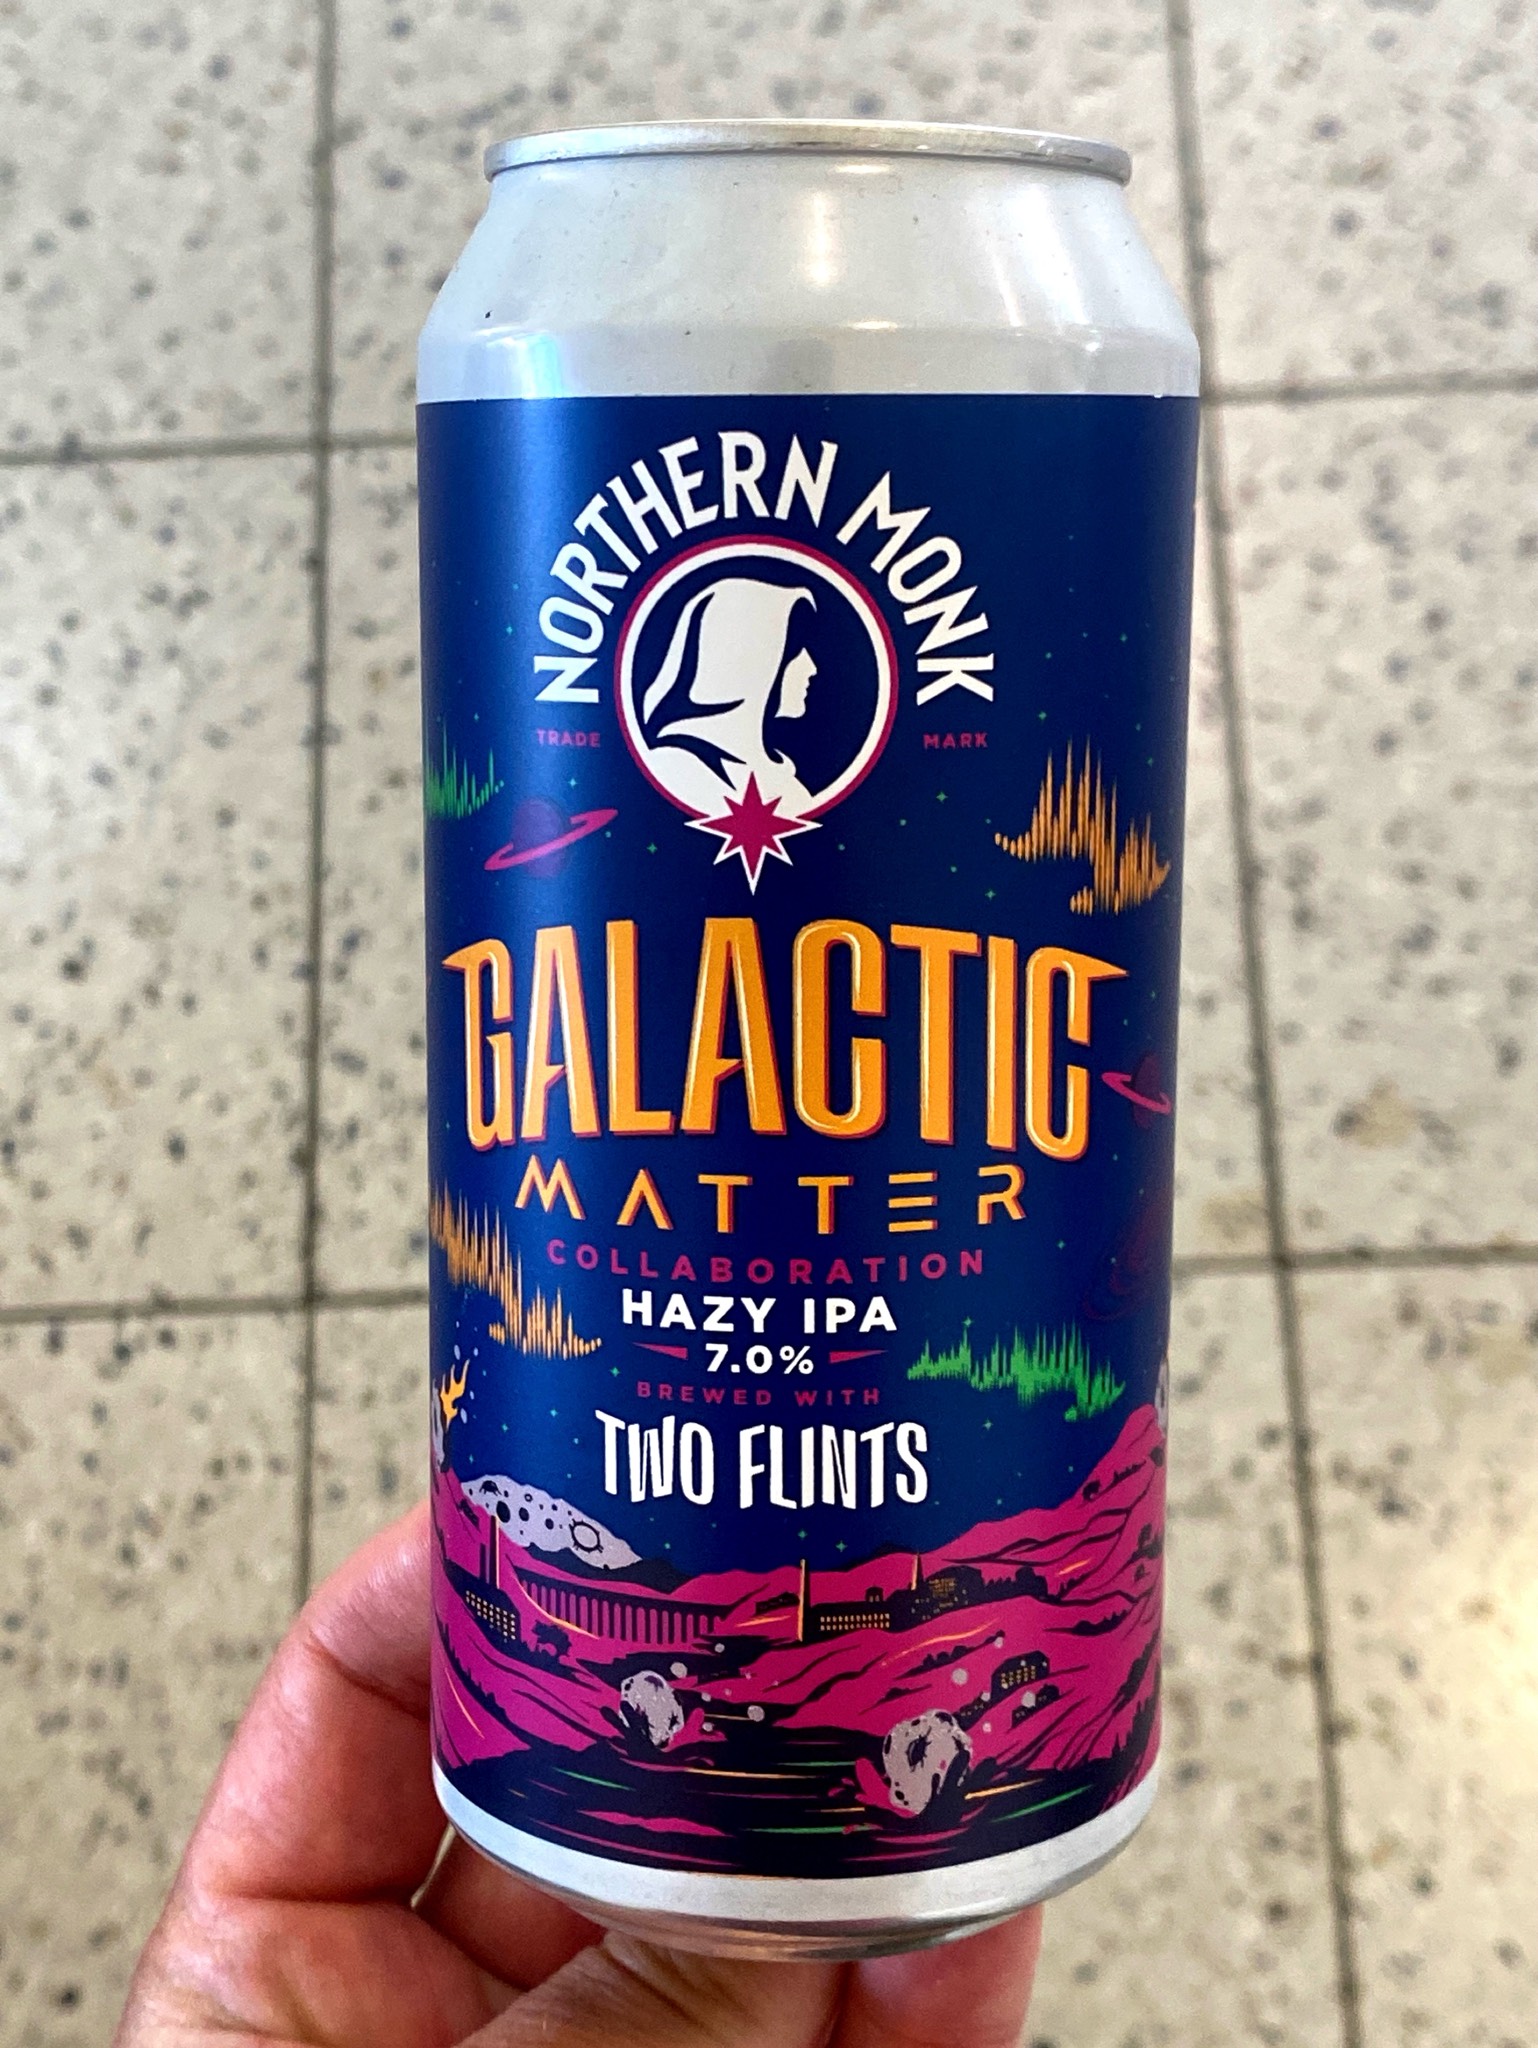 NORTHERN MONK
TRADE MARK
GALACTIC
MATTER
COLLABORATION
HAZY IPA
7.0%
BREWED WITH
TWO FLINTS